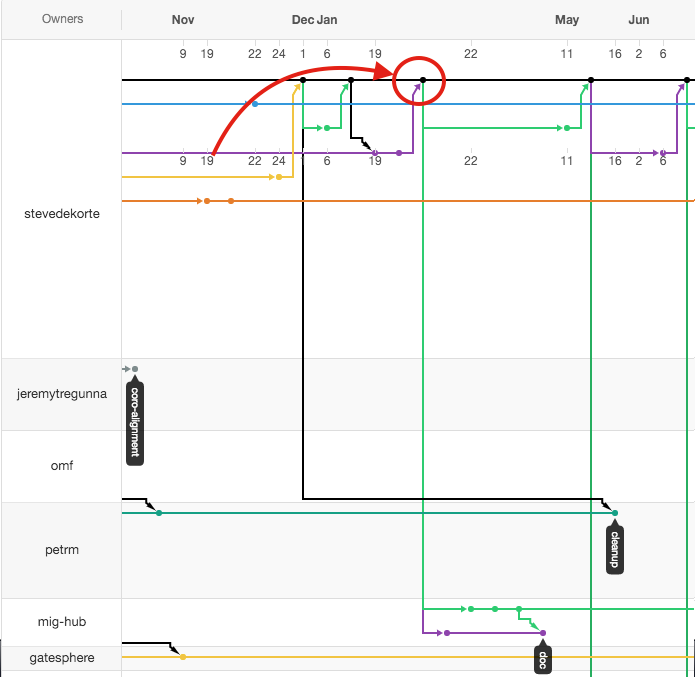 Owners Nov Dec Jan May Jun
9 19 22 24 1 6 19 22 11 16 2 6
9 19 22 24 6 19 22 11 16 2 6
stevedekorte
jeremytregunna
coro-alignment
omf
petrm
cleanup
mig-hub
gatesphere
doc